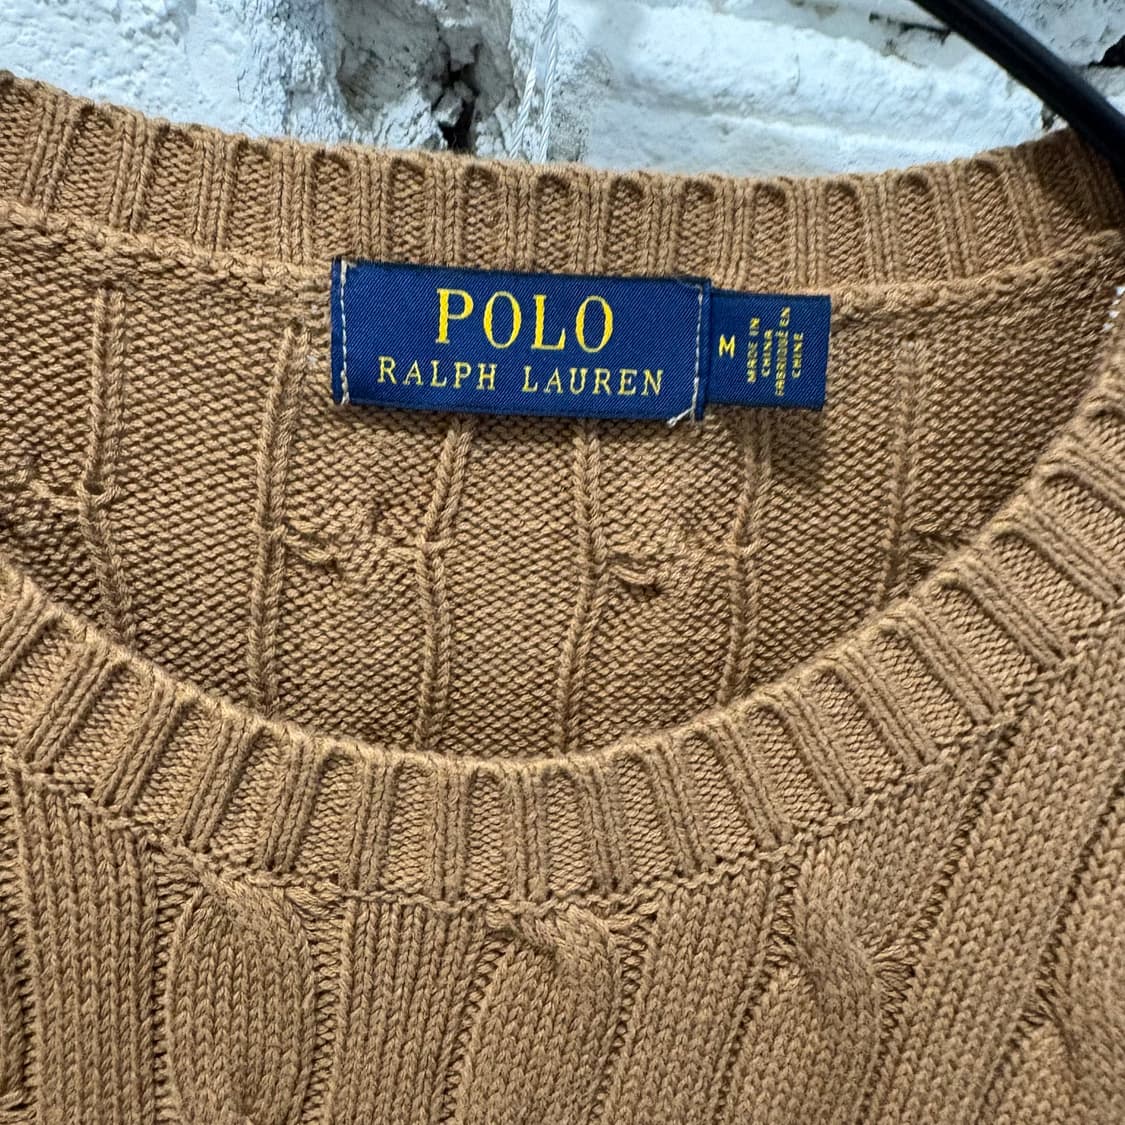 POLO
RALPH LAUREN
M
MADE IN
CHINA
FABRIQUÉ EN
CHINE